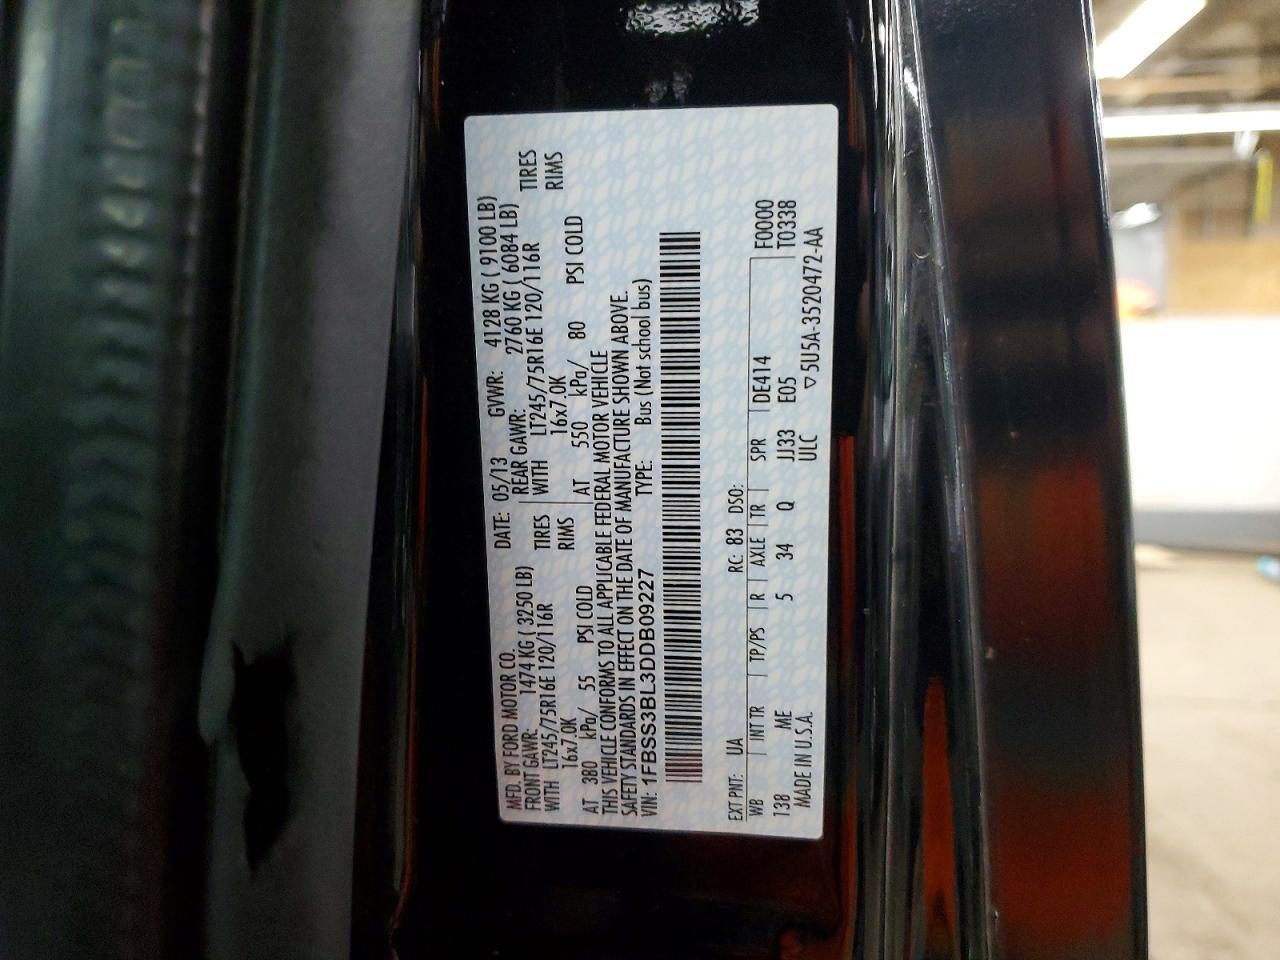 MFD. BY FORD MOTOR CO.
DATE: 05/13 GVWR: 4128 KG ( 9100 LB)
FRONT GAWR: 1474 KG ( 3250 LB) REAR GAWR: 2760 KG ( 6084 LB)
WITH LT245/75R16E 120/116R TIRES WITH LT245/75R16E 120/116R TIRES
16x7.0K RIMS 16x7.0K RIMS
AT 380 kPa/ 55 PSI COLD AT 550 kPa/ 80 PSI COLD
THIS VEHICLE CONFORMS TO ALL APPLICABLE FEDERAL MOTOR VEHICLE
SAFETY STANDARDS IN EFFECT ON THE DATE OF MANUFACTURE SHOWN ABOVE.
VIN: 1FBSS3BL3DDB09227 TYPE: Bus (Not school bus)
EXT PNT: UA RC: 83 DSO:
WB INT TR TP/PS R AXLE TR SPR DE414 F0000
138 ME 5 34 Q JJ33 E05 T0338
MADE IN U.S.A. ULC ▽5U5A-3520472-AA